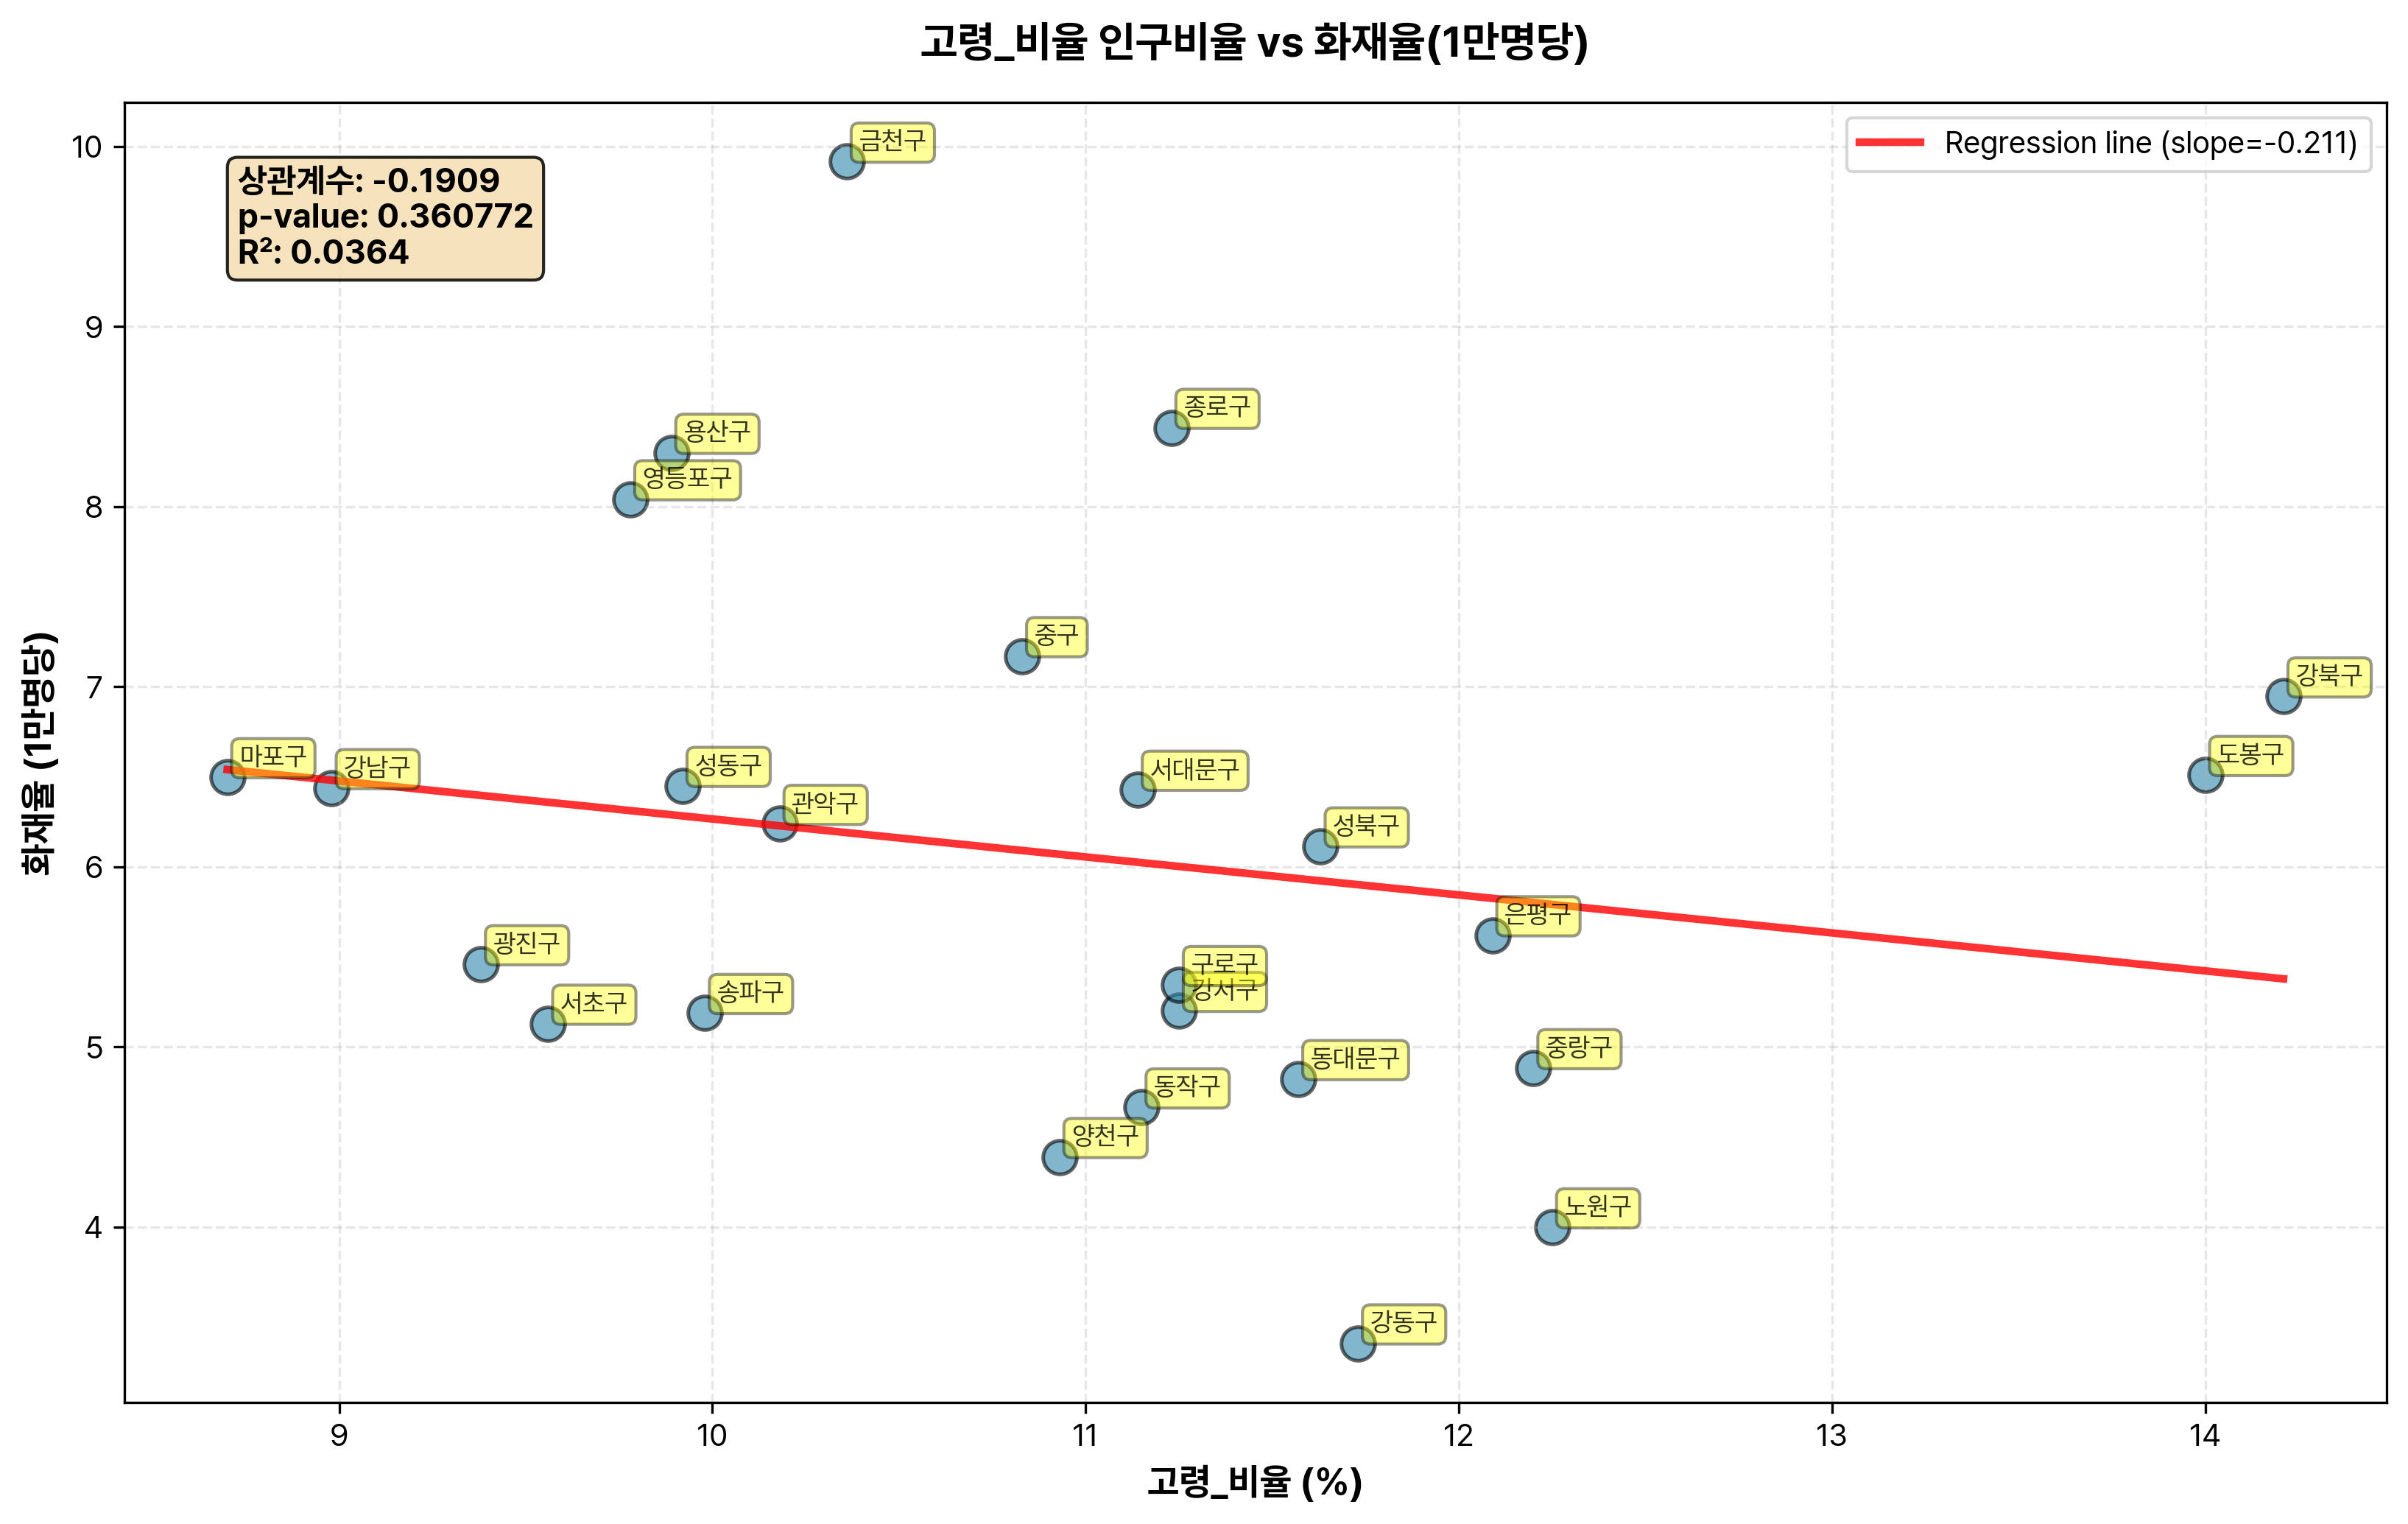 고령_비율 인구비율 vs 화재율(1만명당)
상관계수: -0.1909
p-value: 0.360772
R²: 0.0364
Regression line (slope=-0.211)
화재율 (1만명당)
10
9
8
7
6
5
4
금천구
종로구
용산구
영등포구
중구
강북구
마포구
강남구
성동구
서대문구
도봉구
관악구
성북구
은평구
광진구
구로구
강서구
서초구
송파구
동대문구
중랑구
동작구
양천구
노원구
강동구
9
10
11
12
13
14
고령_비율 (%)